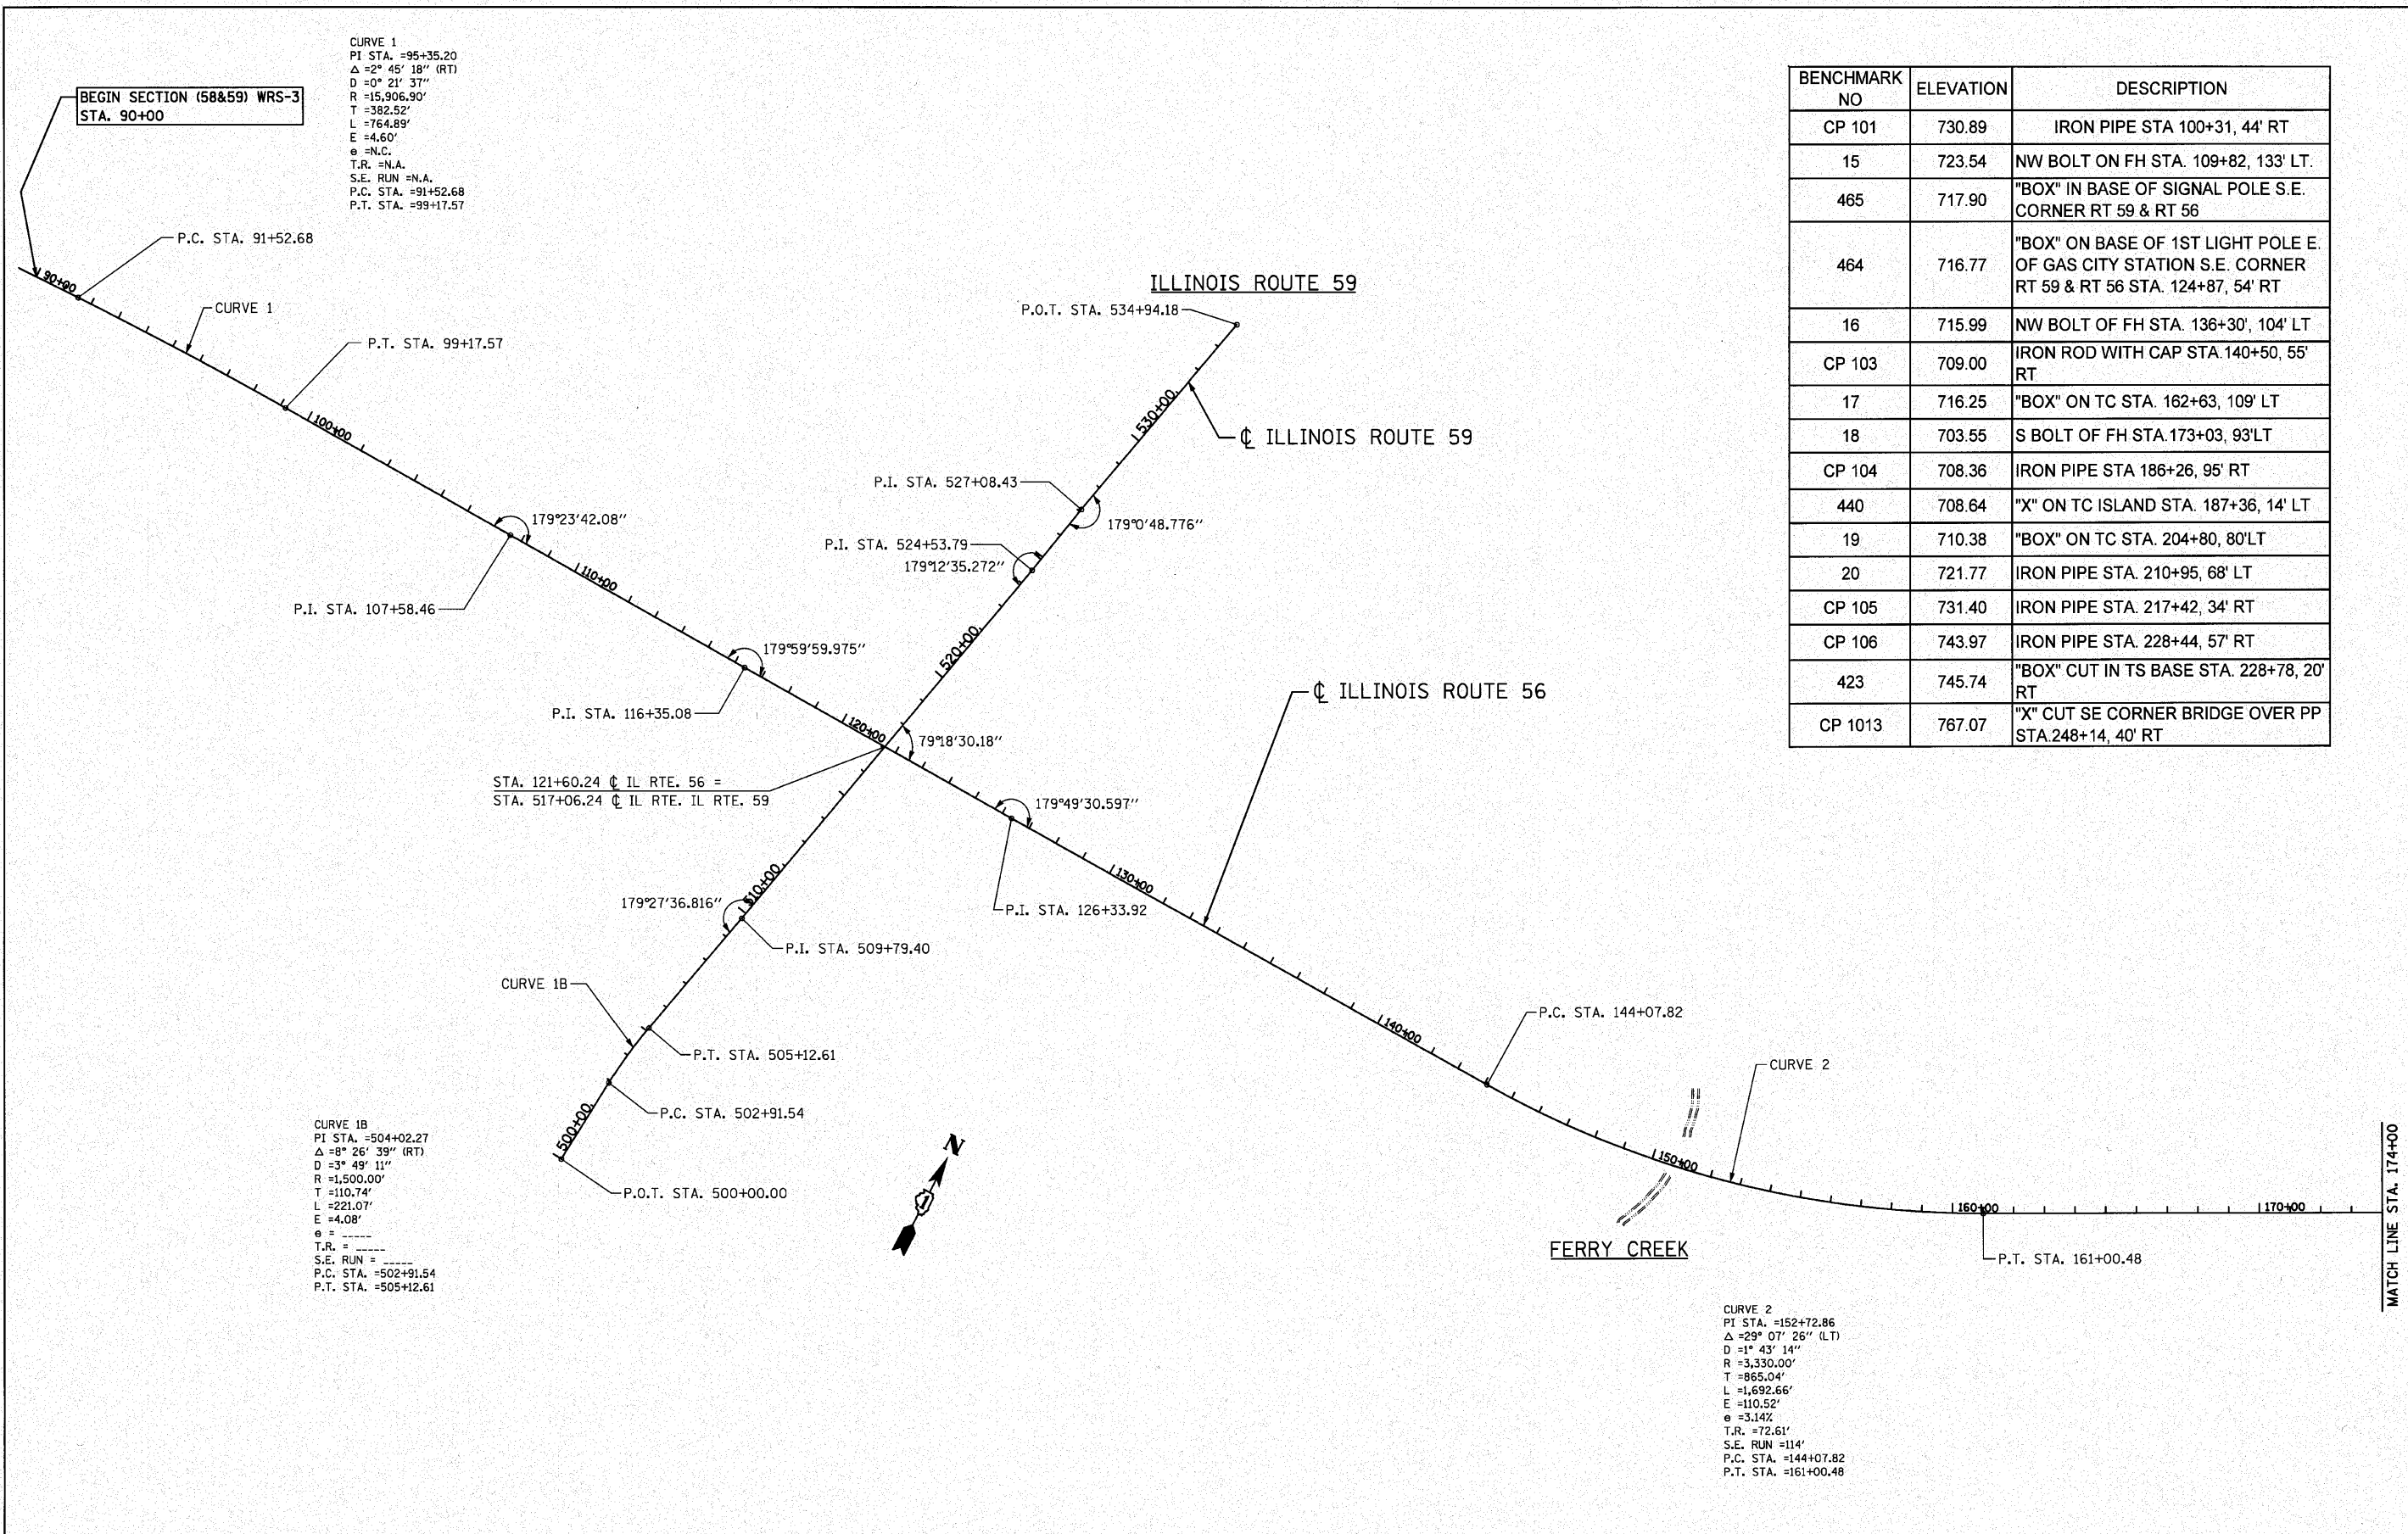 CURVE 1
PI STA. =95+35.20
Δ =2° 45' 18" (RT)
D =0° 21' 37"
R =15,906.90'
T =382.52'
L =764.89'
E =4.60'
e =N.C.
T.R. =N.A.
S.E. RUN =N.A.
P.C. STA. =91+52.68
P.T. STA. =99+17.57
BEGIN SECTION (58&59) WRS-3
STA. 90+00
90+00
P.C. STA. 91+52.68
CURVE 1
P.T. STA. 99+17.57
100+00
179°23'42.08"
P.I. STA. 107+58.46
110+00
179°59'59.975"
P.I. STA. 116+35.08
120+00
STA. 121+60.24 ℄ IL RTE. 56 =
STA. 517+06.24 ℄ IL RTE. IL RTE. 59
79°18'30.18"
179°49'30.597"
P.I. STA. 126+33.92
130+00
℄ ILLINOIS ROUTE 56
140+00
P.C. STA. 144+07.82
CURVE 2
150+00
FERRY CREEK
160+00
P.T. STA. 161+00.48
170+00
MATCH LINE STA. 174+00
ILLINOIS ROUTE 59
P.O.T. STA. 534+94.18
530+00
℄ ILLINOIS ROUTE 59
P.I. STA. 527+08.43
179°0'48.776"
P.I. STA. 524+53.79
179°12'35.272"
520+00
510+00
179°27'36.816"
P.I. STA. 509+79.40
CURVE 1B
P.T. STA. 505+12.61
P.C. STA. 502+91.54
500+00
P.O.T. STA. 500+00.00
N
CURVE 1B
PI STA. =504+02.27
Δ =8° 26' 39" (RT)
D =3° 49' 11"
R =1,500.00'
T =110.74'
L =221.07'
E =4.08'
e = _____
T.R. = _____
S.E. RUN = _____
P.C. STA. =502+91.54
P.T. STA. =505+12.61
CURVE 2
PI STA. =152+72.86
Δ =29° 07' 26" (LT)
D =1° 43' 14"
R =3,330.00'
T =865.04'
L =1,692.66'
E =110.52'
e =3.14%
T.R. =72.61'
S.E. RUN =114'
P.C. STA. =144+07.82
P.T. STA. =161+00.48
BENCHMARK NO ELEVATION DESCRIPTION
CP 101 730.89 IRON PIPE STA 100+31, 44' RT
15 723.54 NW BOLT ON FH STA. 109+82, 133' LT.
465 717.90 "BOX" IN BASE OF SIGNAL POLE S.E.
CORNER RT 59 & RT 56
464 716.77 "BOX" ON BASE OF 1ST LIGHT POLE E.
OF GAS CITY STATION S.E. CORNER
RT 59 & RT 56 STA. 124+87, 54' RT
16 715.99 NW BOLT OF FH STA. 136+30', 104' LT
CP 103 709.00 IRON ROD WITH CAP STA.140+50, 55'
RT
17 716.25 "BOX" ON TC STA. 162+63, 109' LT
18 703.55 S BOLT OF FH STA.173+03, 93'LT
CP 104 708.36 IRON PIPE STA 186+26, 95' RT
440 708.64 "X" ON TC ISLAND STA. 187+36, 14' LT
19 710.38 "BOX" ON TC STA. 204+80, 80'LT
20 721.77 IRON PIPE STA. 210+95, 68' LT
CP 105 731.40 IRON PIPE STA. 217+42, 34' RT
CP 106 743.97 IRON PIPE STA. 228+44, 57' RT
423 745.74 "BOX" CUT IN TS BASE STA. 228+78, 20'
RT
CP 1013 767.07 "X" CUT SE CORNER BRIDGE OVER PP
STA.248+14, 40' RT